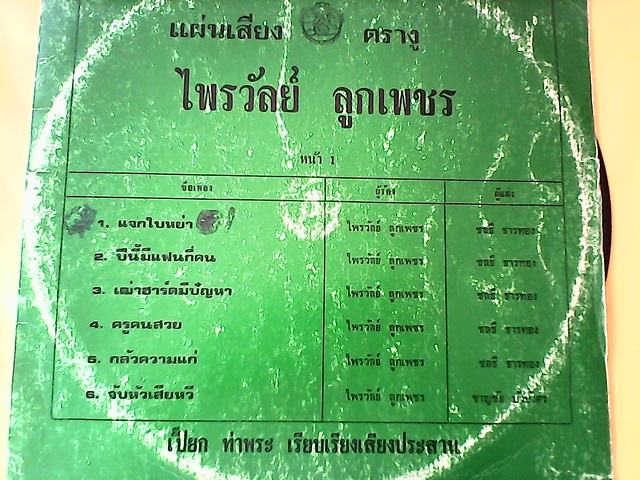 แผ่นเสียง ตรางู
ไพรวัลย์ ลูกเพชร
หน้า 1
ชื่อเพลง ผู้ร้อง ผู้แต่ง
1. แจกใบหย่า ไพรวัลย์ ลูกเพชร ชลธี ธารทอง
2. ปีนี้มีแฟนกี่คน ไพรวัลย์ ลูกเพชร ชลธี ธารทอง
3. เฒ่าฮาร์ดมีปัญหา ไพรวัลย์ ลูกเพชร ชลธี ธารทอง
4. ครูคนสวย ไพรวัลย์ ลูกเพชร ชลธี ธารทอง
5. กลัวความแก่ ไพรวัลย์ ลูกเพชร ชลธี ธารทอง
6. จับหัวเสียหวี ไพรวัลย์ ลูกเพชร ชาญชัย
เปี๊ยก ท่าพระ เรียบเรียงเสียงประสาน